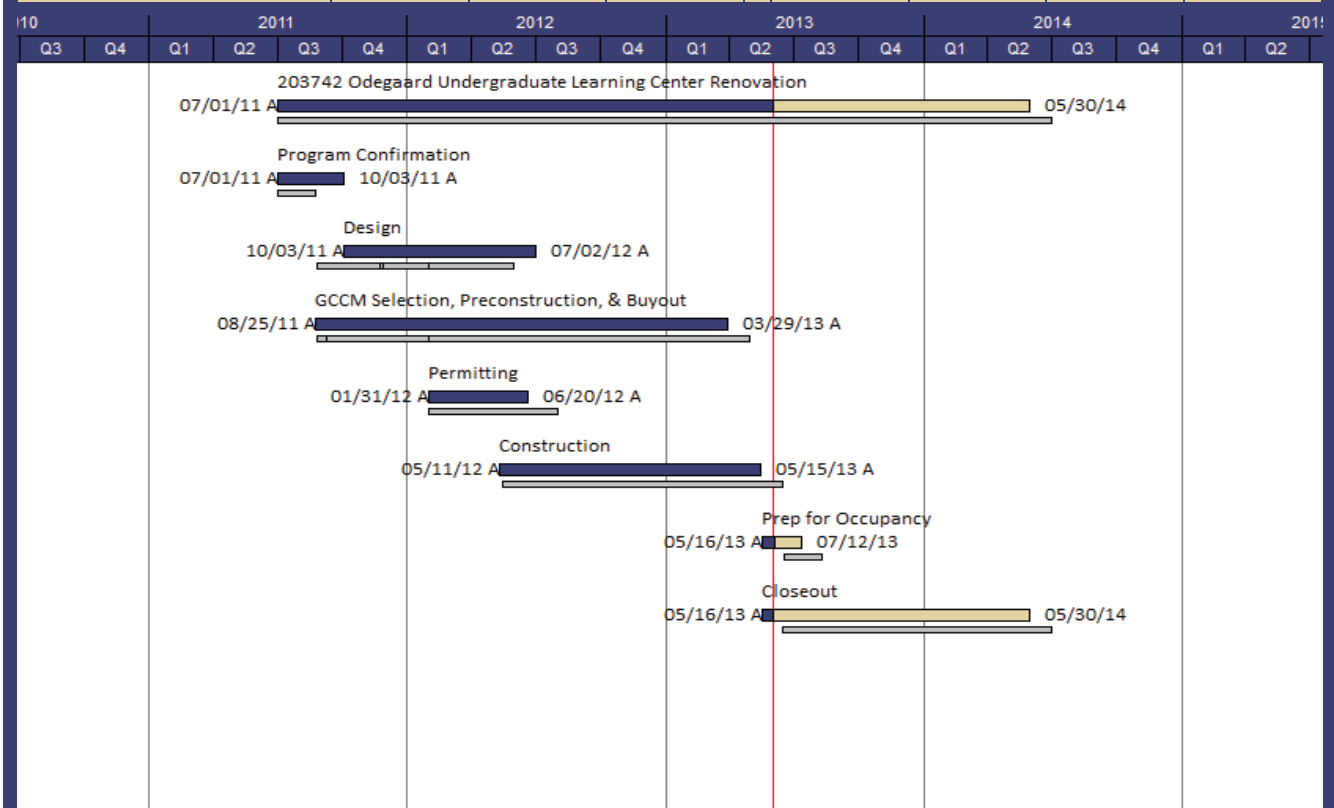 10 2011 2012 2013 2014 201
Q3 Q4 Q1 Q2 Q3 Q4 Q1 Q2 Q3 Q4 Q1 Q2 Q3 Q4 Q1 Q2 Q3 Q4 Q1 Q2
203742 Odegaard Undergraduate Learning Center Renovation
07/01/11 A 05/30/14
Program Confirmation
07/01/11 A 10/03/11 A
Design
10/03/11 A 07/02/12 A
GCCM Selection, Preconstruction, & Buyout
08/25/11 A 03/29/13 A
Permitting
01/31/12 A 06/20/12 A
Construction
05/11/12 A 05/15/13 A
Prep for Occupancy
05/16/13 A 07/12/13
Closeout
05/16/13 A 05/30/14